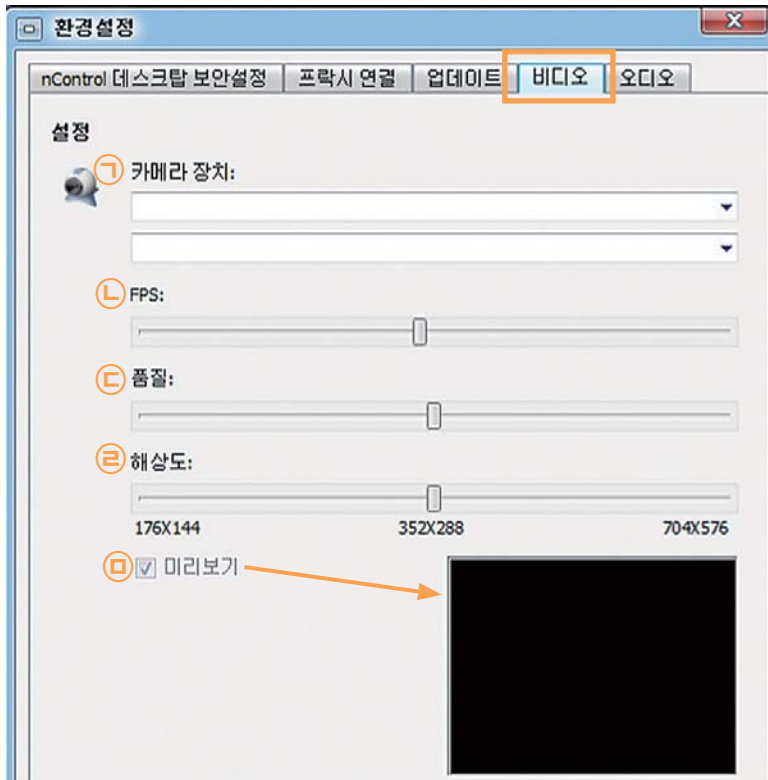 환경설정
nControl 데스크탑 보안설정 프락시 연결 업데이트 비디오 오디오
설정
㉠ 카메라 장치:
㉡ FPS:
㉢ 품질:
㉣ 해상도:
176X144 352X288 704X576
㉤ 미리보기